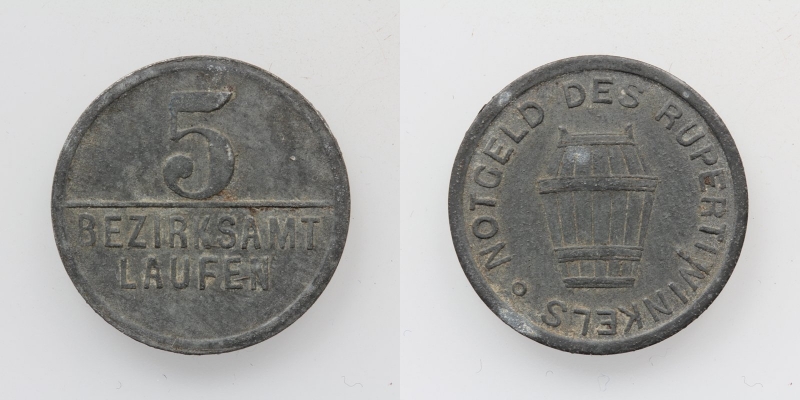 5
BEZIRKSAMT
LAUFEN
NOTGELD DES RUPERTIWINKELS